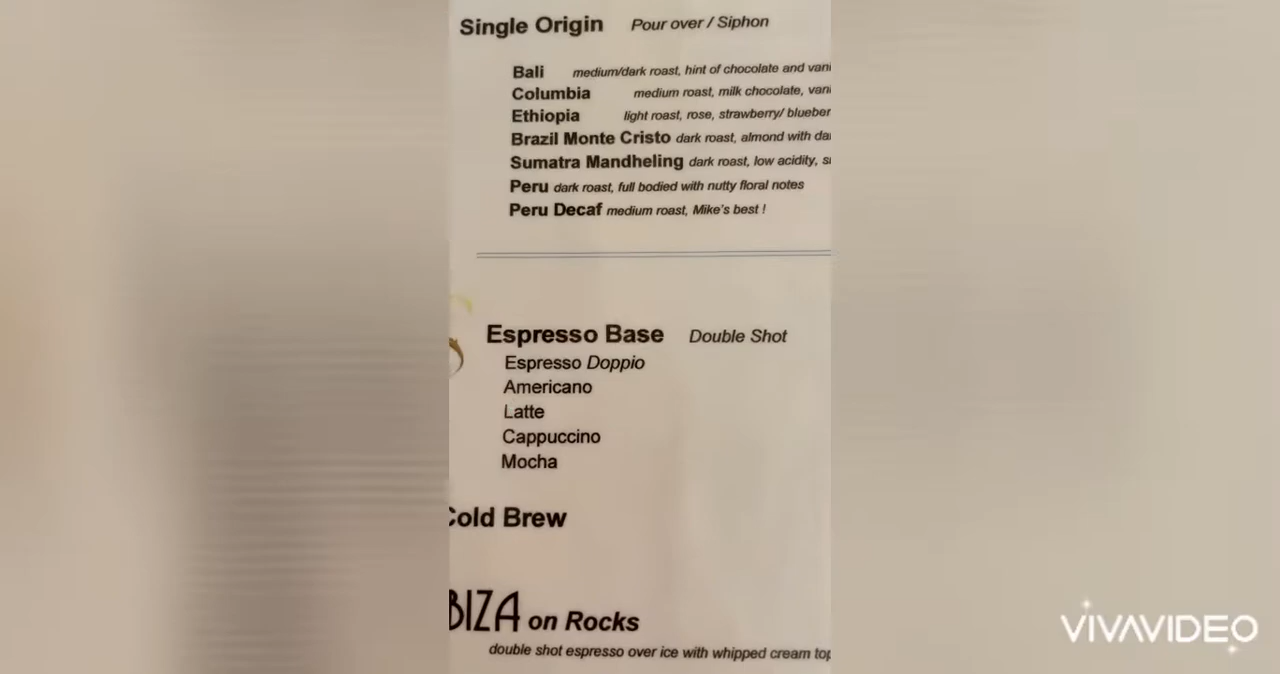 Single Origin Pour over / Siphon
Bali medium/dark roast, hint of chocolate and
Columbia medium roast, milk chocolate,
Ethiopia light roast, rose, strawberry/
Brazil Monte Cristo dark roast, almond with
Sumatra Mandheling dark roast, low acidity,
Peru dark roast, full bodied with nutty floral notes
Peru Decaf medium roast, Mike's best !
Espresso Base Double Shot
Espresso Doppio
Americano
Latte
Cappuccino
Mocha
Cold Brew
BIZA on Rocks
double shot espresso over ice with whipped cream
VIVAVIDEO